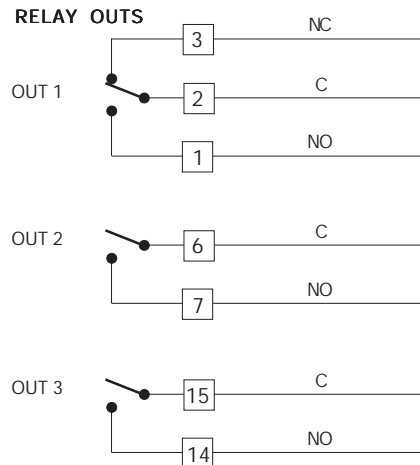 RELAY OUTS
3 NC
OUT 1 2 C
1 NO
OUT 2 6 C
7 NO
OUT 3 15 C
14 NO